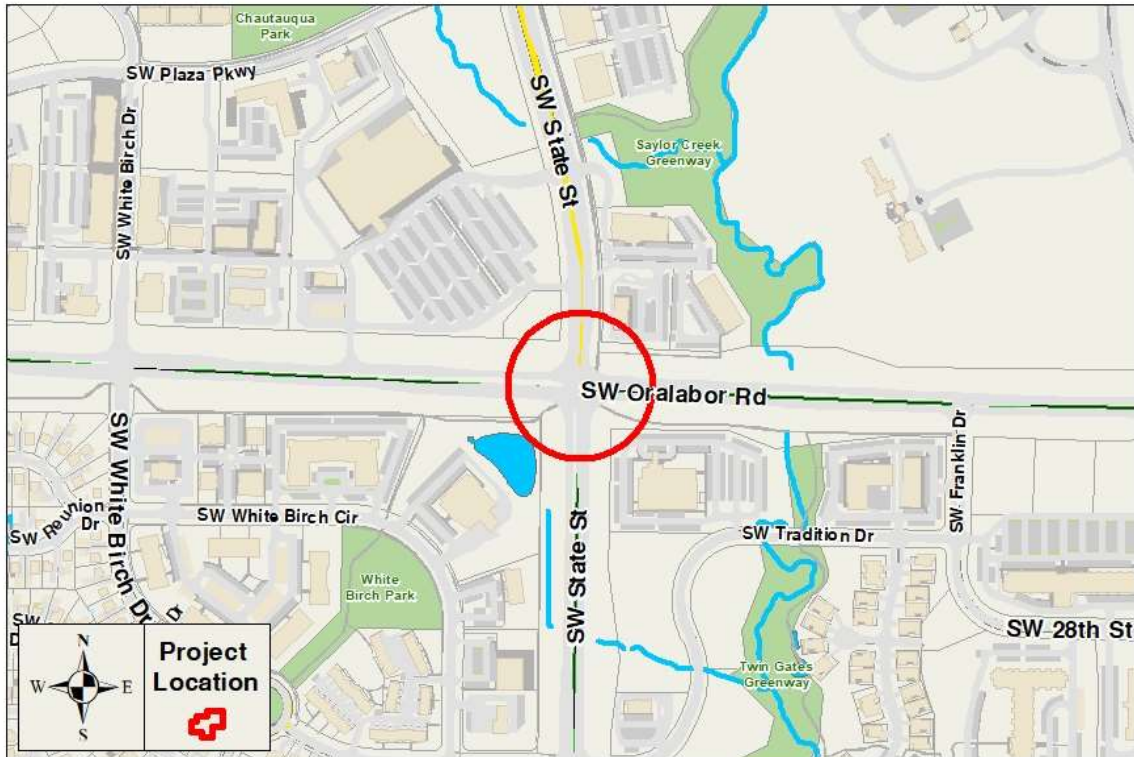 Chautauqua
Park
SW Plaza Pkwy
SW White Birch Dr
SW State St
Saylor Creek
Greenway
SW Oralabor Rd
SW White Birch Dr
SW Franklin Dr
SW Reunion
Dr
SW White Birch Cir
SW Tradition Dr
White
Birch Park
SW State St
Dr
SW
D
SW 28th St
Twin Gates
Greenway
N
W
E
S
Project
Location